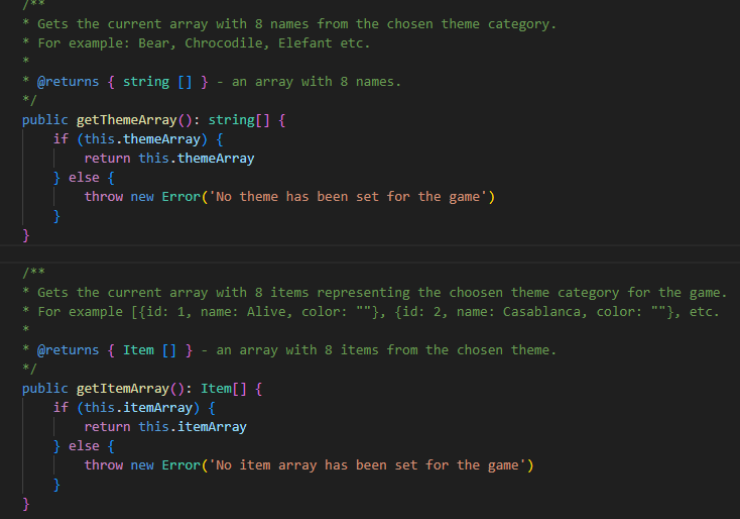 /**
* Gets the current array with 8 names from the chosen theme category.
* For example: Bear, Chrocodile, Elefant etc.
*
* @returns { string [] } - an array with 8 names.
*/
public getThemeArray(): string[] {
if (this.themeArray) {
return this.themeArray
} else {
throw new Error('No theme has been set for the game')
}
}
/**
* Gets the current array with 8 items representing the choosen theme category for the game.
* For example [{id: 1, name: Alive, color: ""}, {id: 2, name: Casablanca, color: ""}, etc.
*
* @returns { Item [] } - an array with 8 items from the chosen theme.
*/
public getItemArray(): Item[] {
if (this.itemArray) {
return this.itemArray
} else {
throw new Error('No item array has been set for the game')
}
}